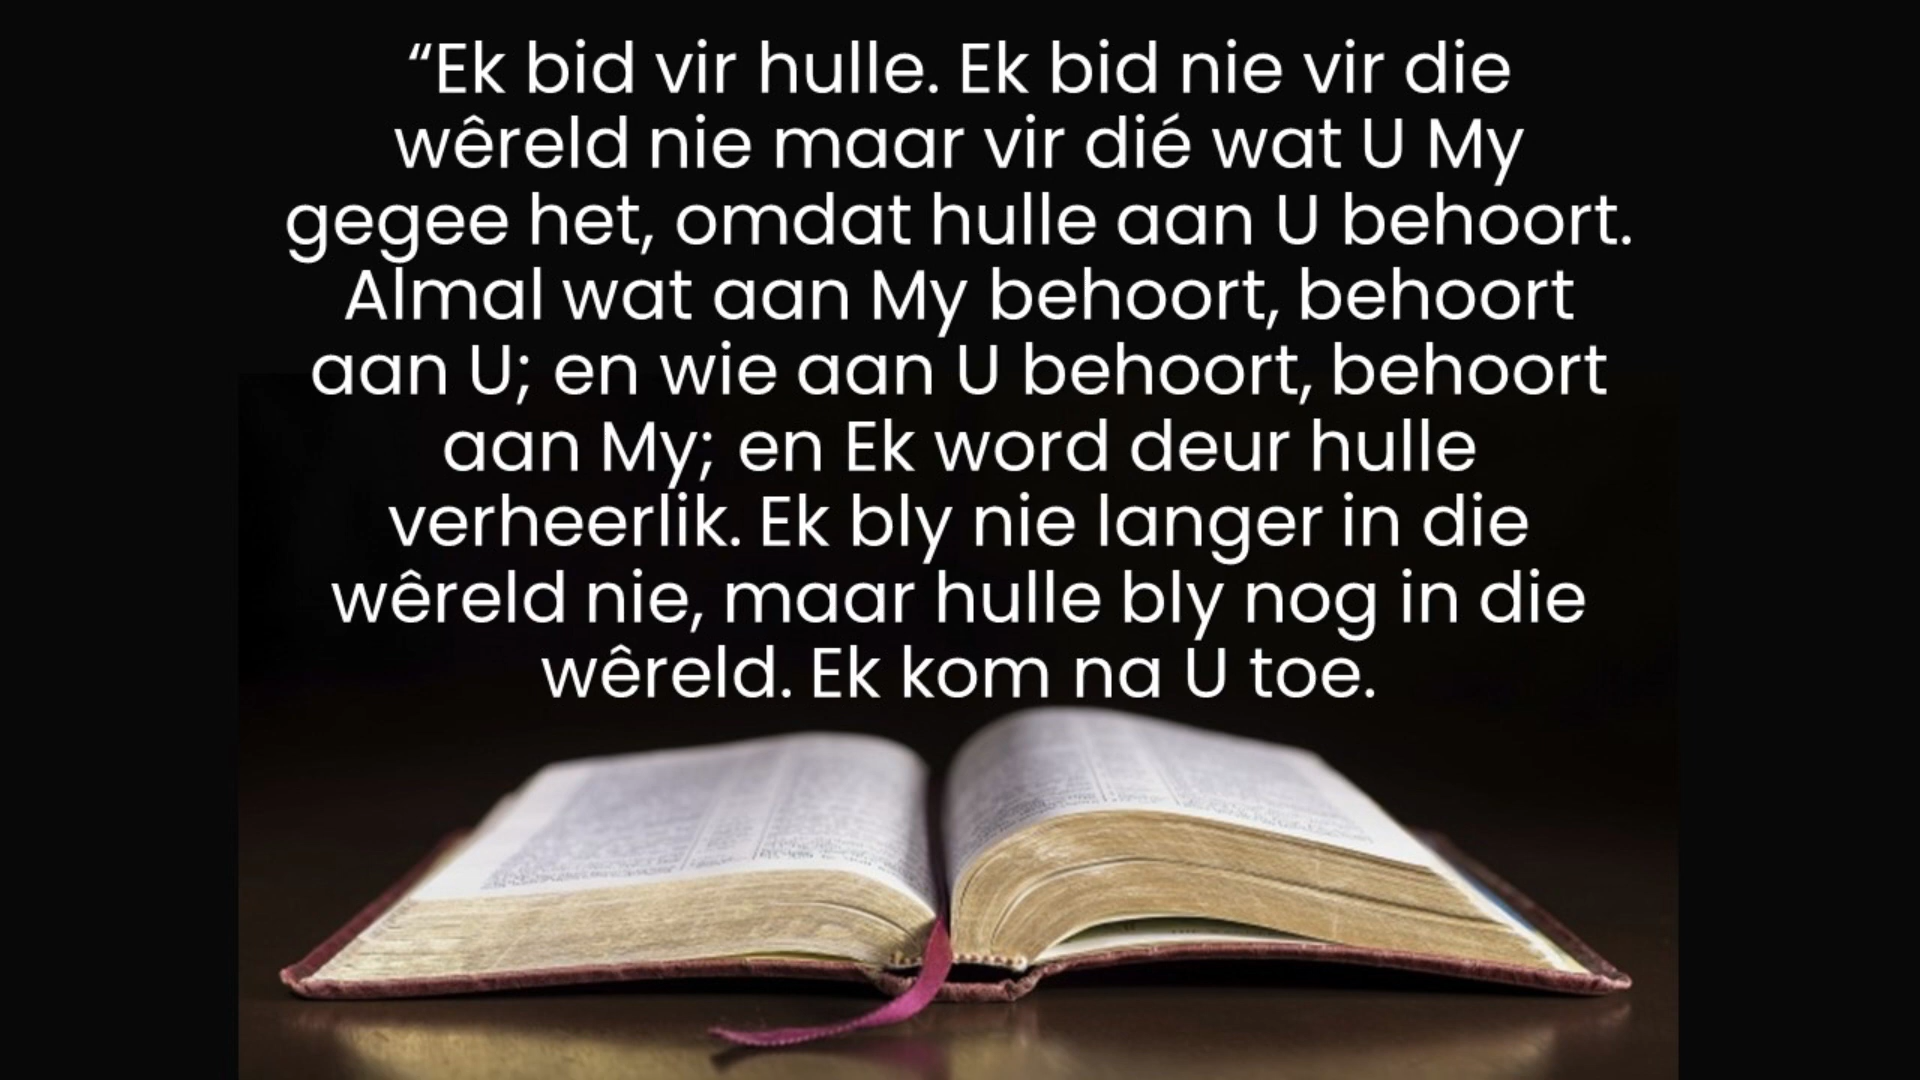 “Ek bid vir hulle. Ek bid nie vir die
wêreld nie maar vir dié wat U My
gegee het, omdat hulle aan U behoort.
Almal wat aan My behoort, behoort
aan U; en wie aan U behoort, behoort
aan My; en Ek word deur hulle
verheerlik. Ek bly nie langer in die
wêreld nie, maar hulle bly nog in die
wêreld. Ek kom na U toe.